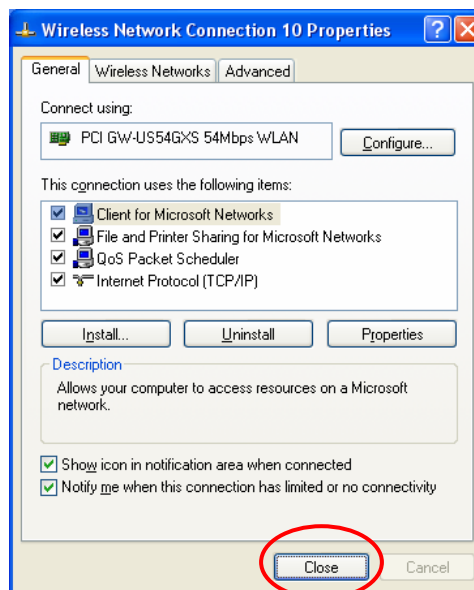 Wireless Network Connection 10 Properties
General Wireless Networks Advanced
Connect using:
PCI GW-US54GXS 54Mbps WLAN Configure...
This connection uses the following items:
Client for Microsoft Networks
File and Printer Sharing for Microsoft Networks
QoS Packet Scheduler
Internet Protocol (TCP/IP)
Install... Uninstall Properties
Description
Allows your computer to access resources on a Microsoft
network.
Show icon in notification area when connected
Notify me when this connection has limited or no connectivity
Close Cancel